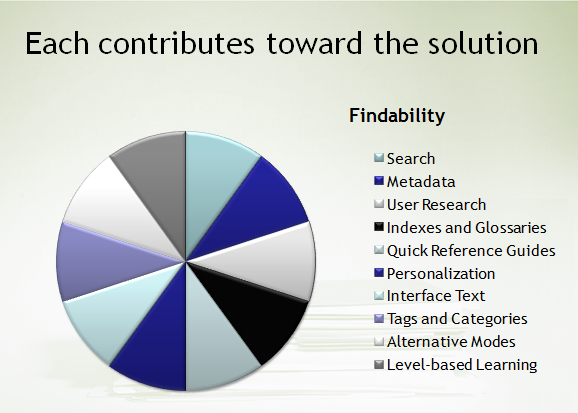 Each contributes toward the solution
Findability
Search
Metadata
User Research
Indexes and Glossaries
Quick Reference Guides
Personalization
Interface Text
Tags and Categories
Alternative Modes
Level-based Learning